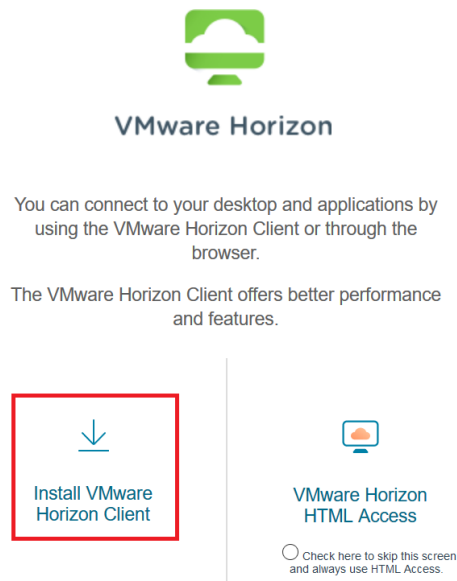 VMware Horizon
You can connect to your desktop and applications by
using the VMware Horizon Client or through the
browser.
The VMware Horizon Client offers better performance
and features.
Install VMware
Horizon Client
VMware Horizon
HTML Access
Check here to skip this screen
and always use HTML Access.